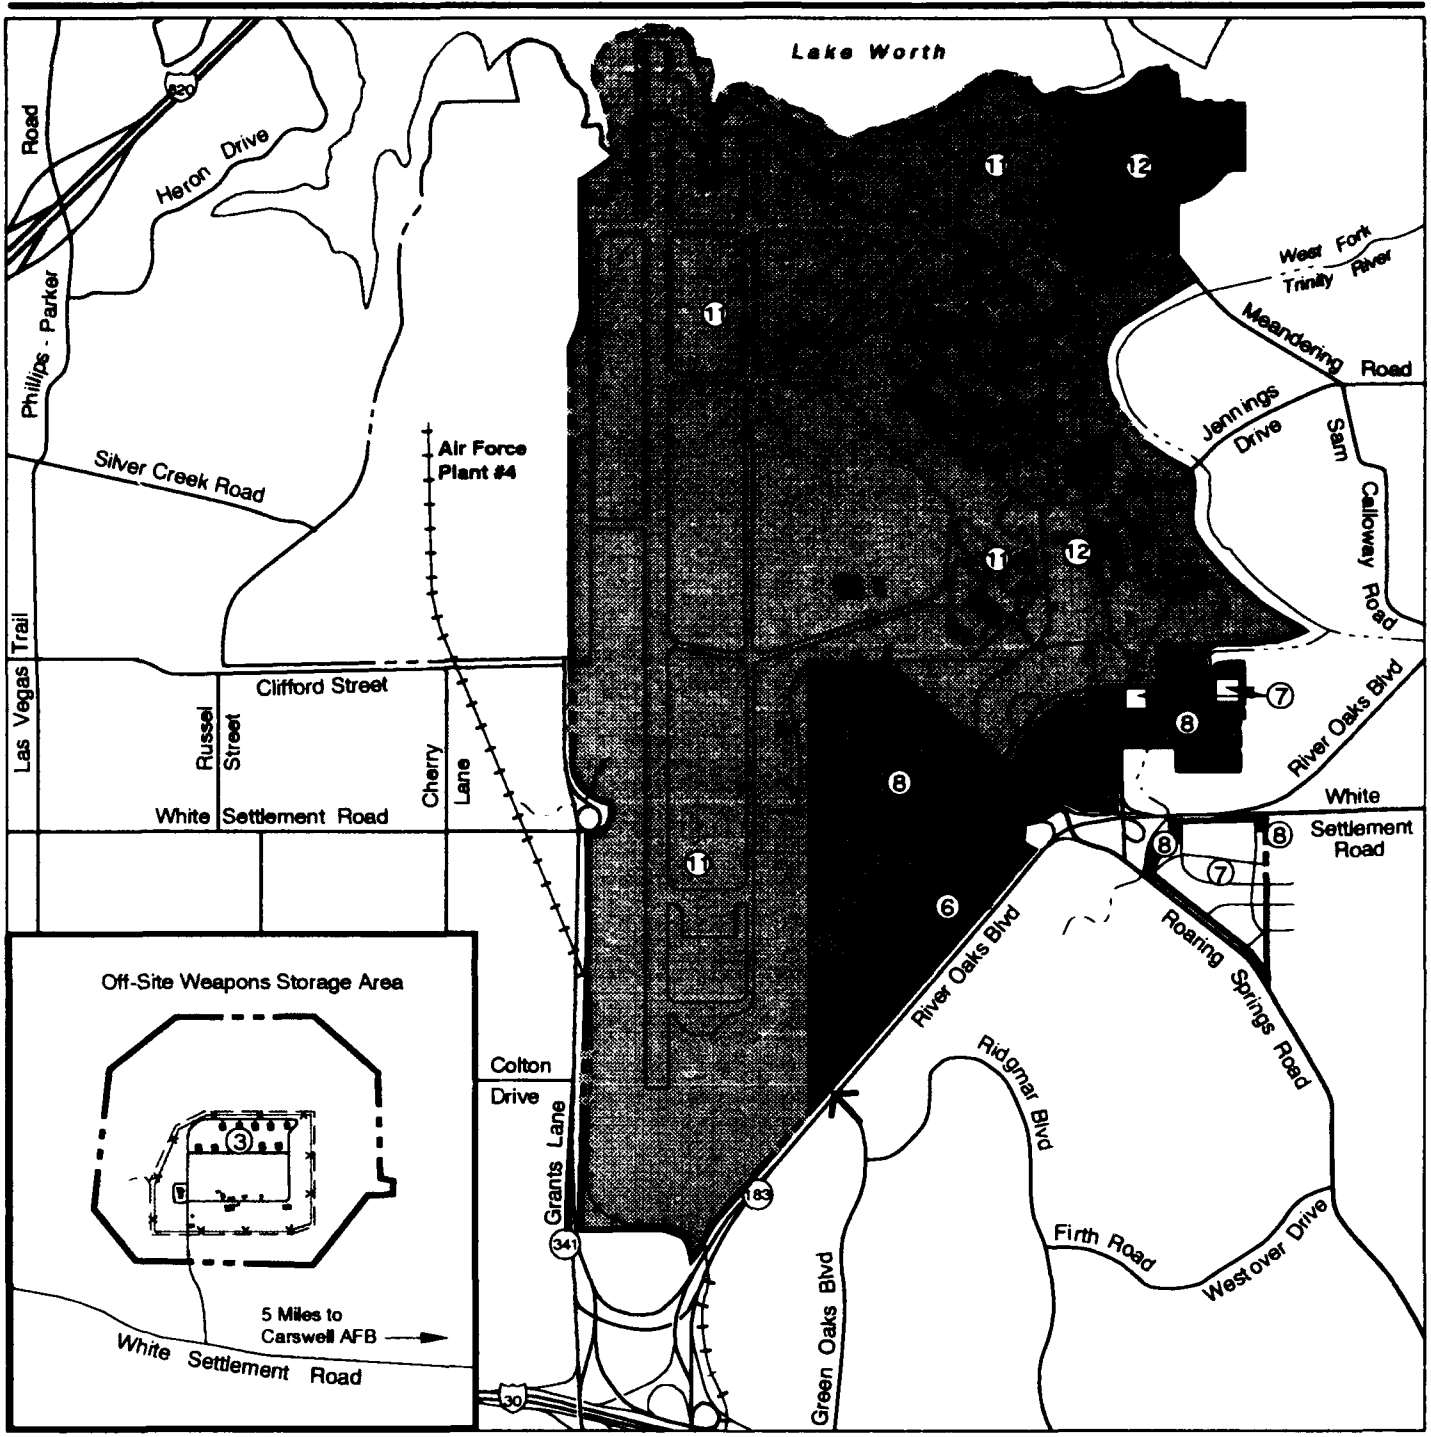 Lake Worth
820
Road
Heron Drive
11
12
West Fork
Trinity River
Phillips - Parker
11
Meandering Road
Jennings
Drive
Sam Calloway Road
Air Force
Plant #4
Silver Creek Road
11
12
Las Vegas Trail
Clifford Street
7
8
River Oaks Blvd
Russel
Street
Cherry
Lane
8
White
Settlement
Road
White Settlement Road
8
8
11
7
6
River Oaks Blvd
Roaring Springs Road
Off-Site Weapons Storage Area
3
5 Miles to
Carswell AFB
White Settlement Road
Colton
Drive
Ridgmar Blvd
Grants Lane
183
341
Firth Road
Westover Drive
Green Oaks Blvd
30